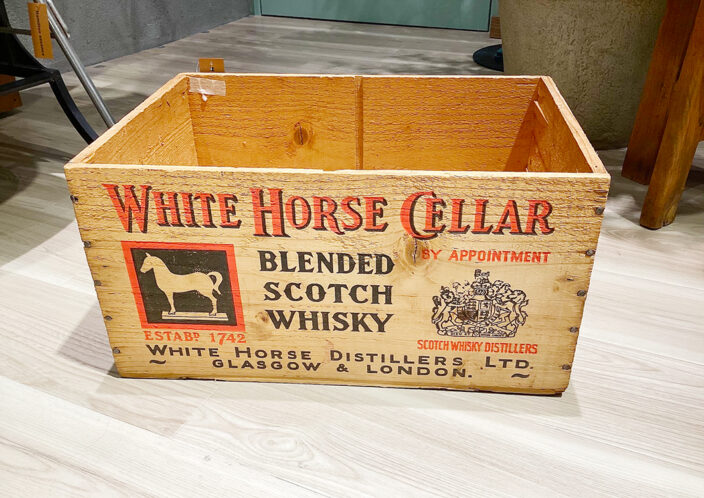 WHITE HORSE CELLAR
BY APPOINTMENT
BLENDED
SCOTCH
WHISKY
ESTABD. 1742
SCOTCH WHISKY DISTILLERS
WHITE HORSE DISTILLERS, LTD.
GLASGOW & LONDON.